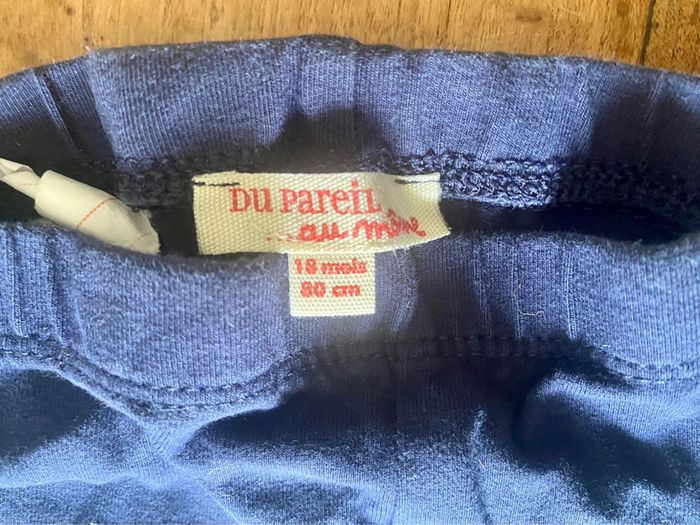 DU PAREIL
...au même
18 mois
80 cm